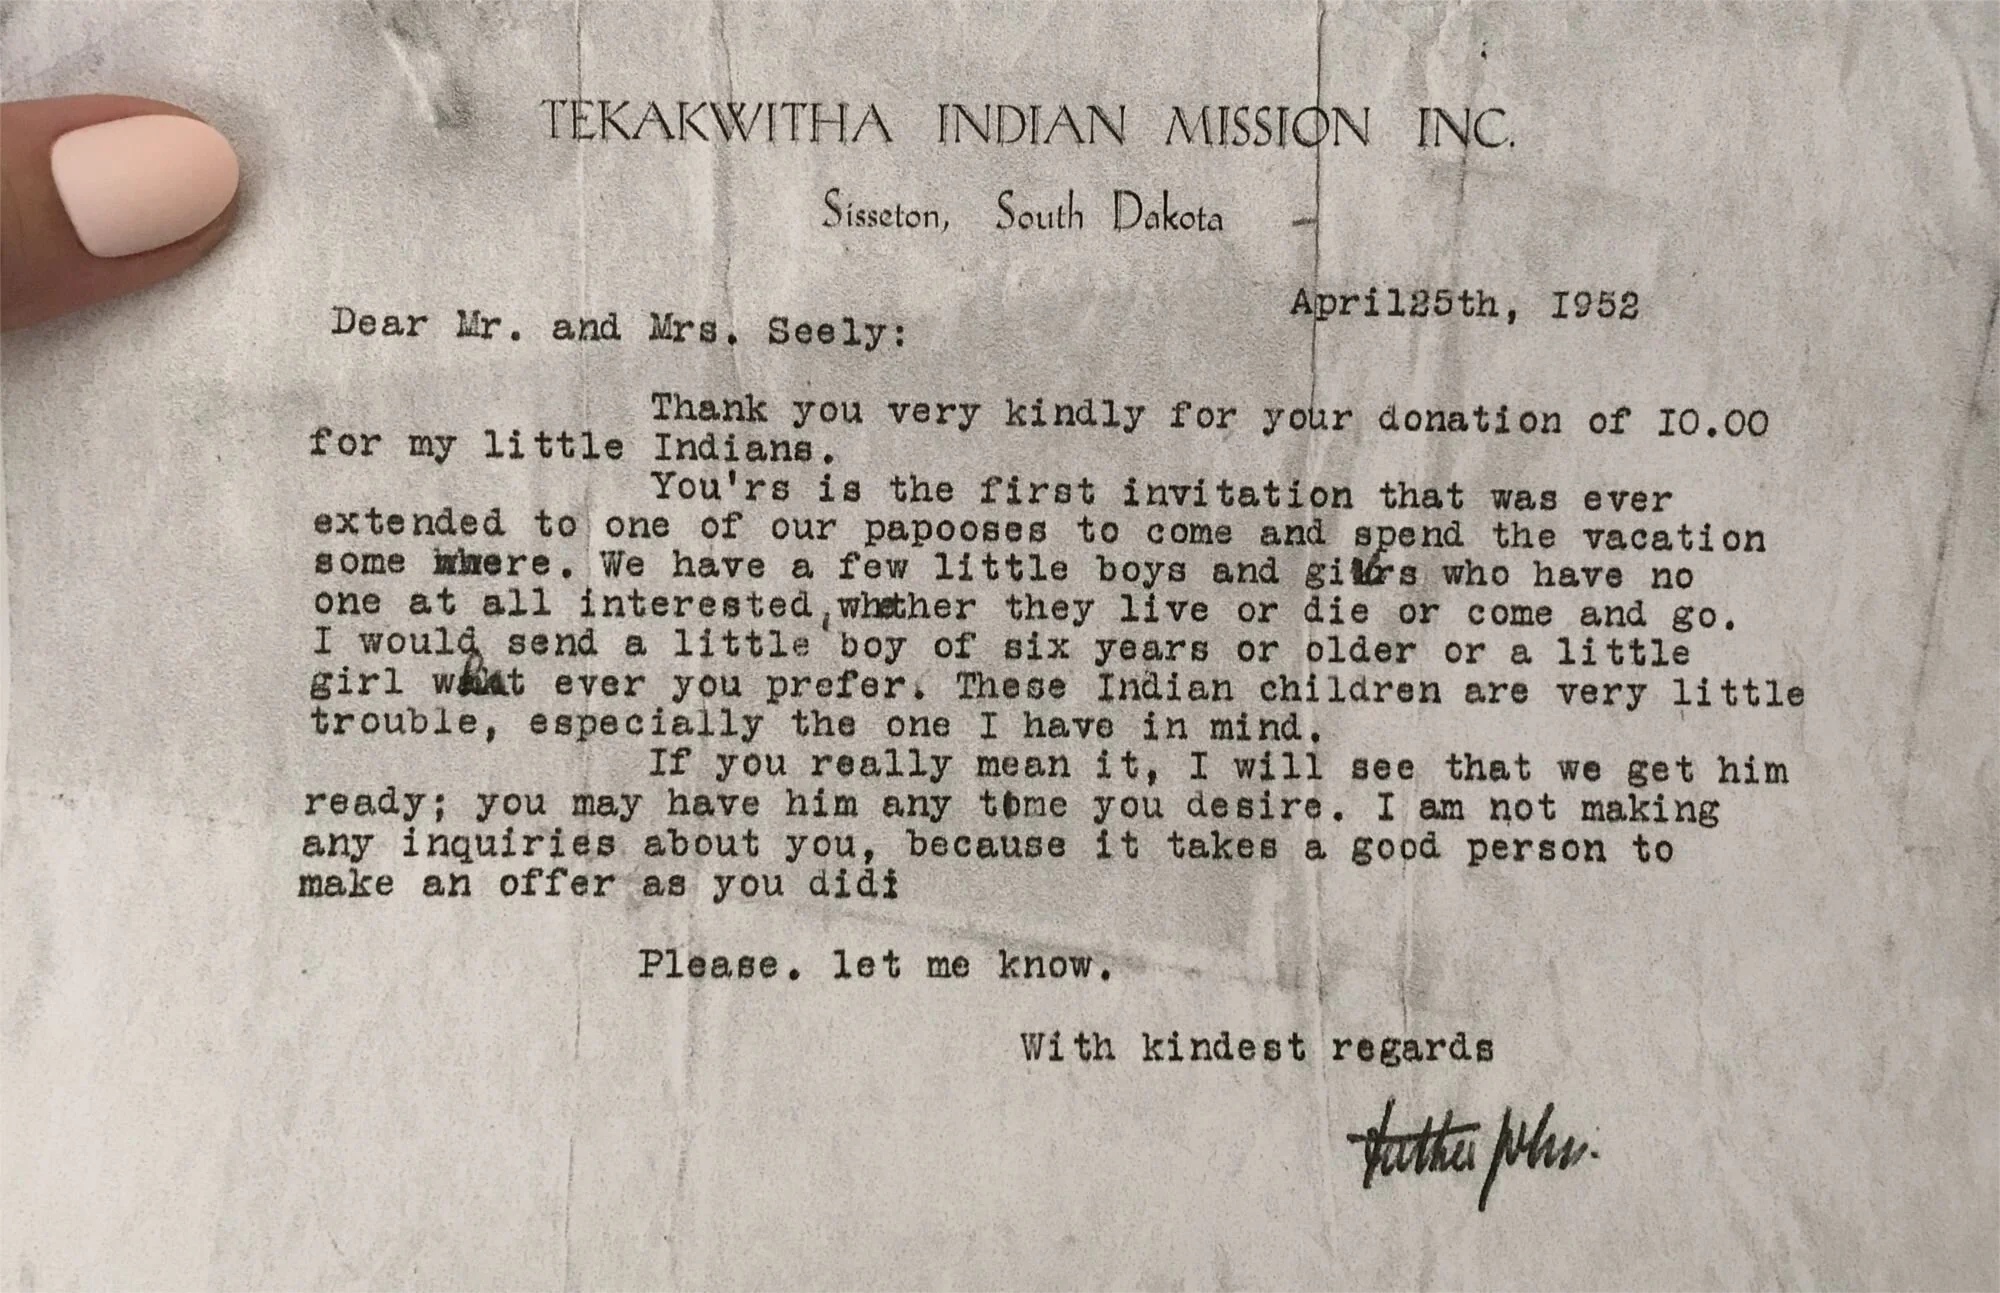 TEKAKWITHA INDIAN MISSION INC.
Sisseton, South Dakota -
April25th, I952
Dear Mr. and Mrs. Seely:
Thank you very kindly for your donation of I0.00
for my little Indians.
You'rs is the first invitation that was ever
extended to one of our papooses to come and spend the vacation
some where. We have a few little boys and girls who have no
one at all interested,whether they live or die or come and go.
I would send a little boy of six years or older or a little
girl what ever you prefer. These Indian children are very little
trouble, especially the one I have in mind.
If you really mean it, I will see that we get him
ready; you may have him any tome you desire. I am not making
any inquiries about you, because it takes a good person to
make an offer as you didi
Please. let me know.
With kindest regards
Father John.